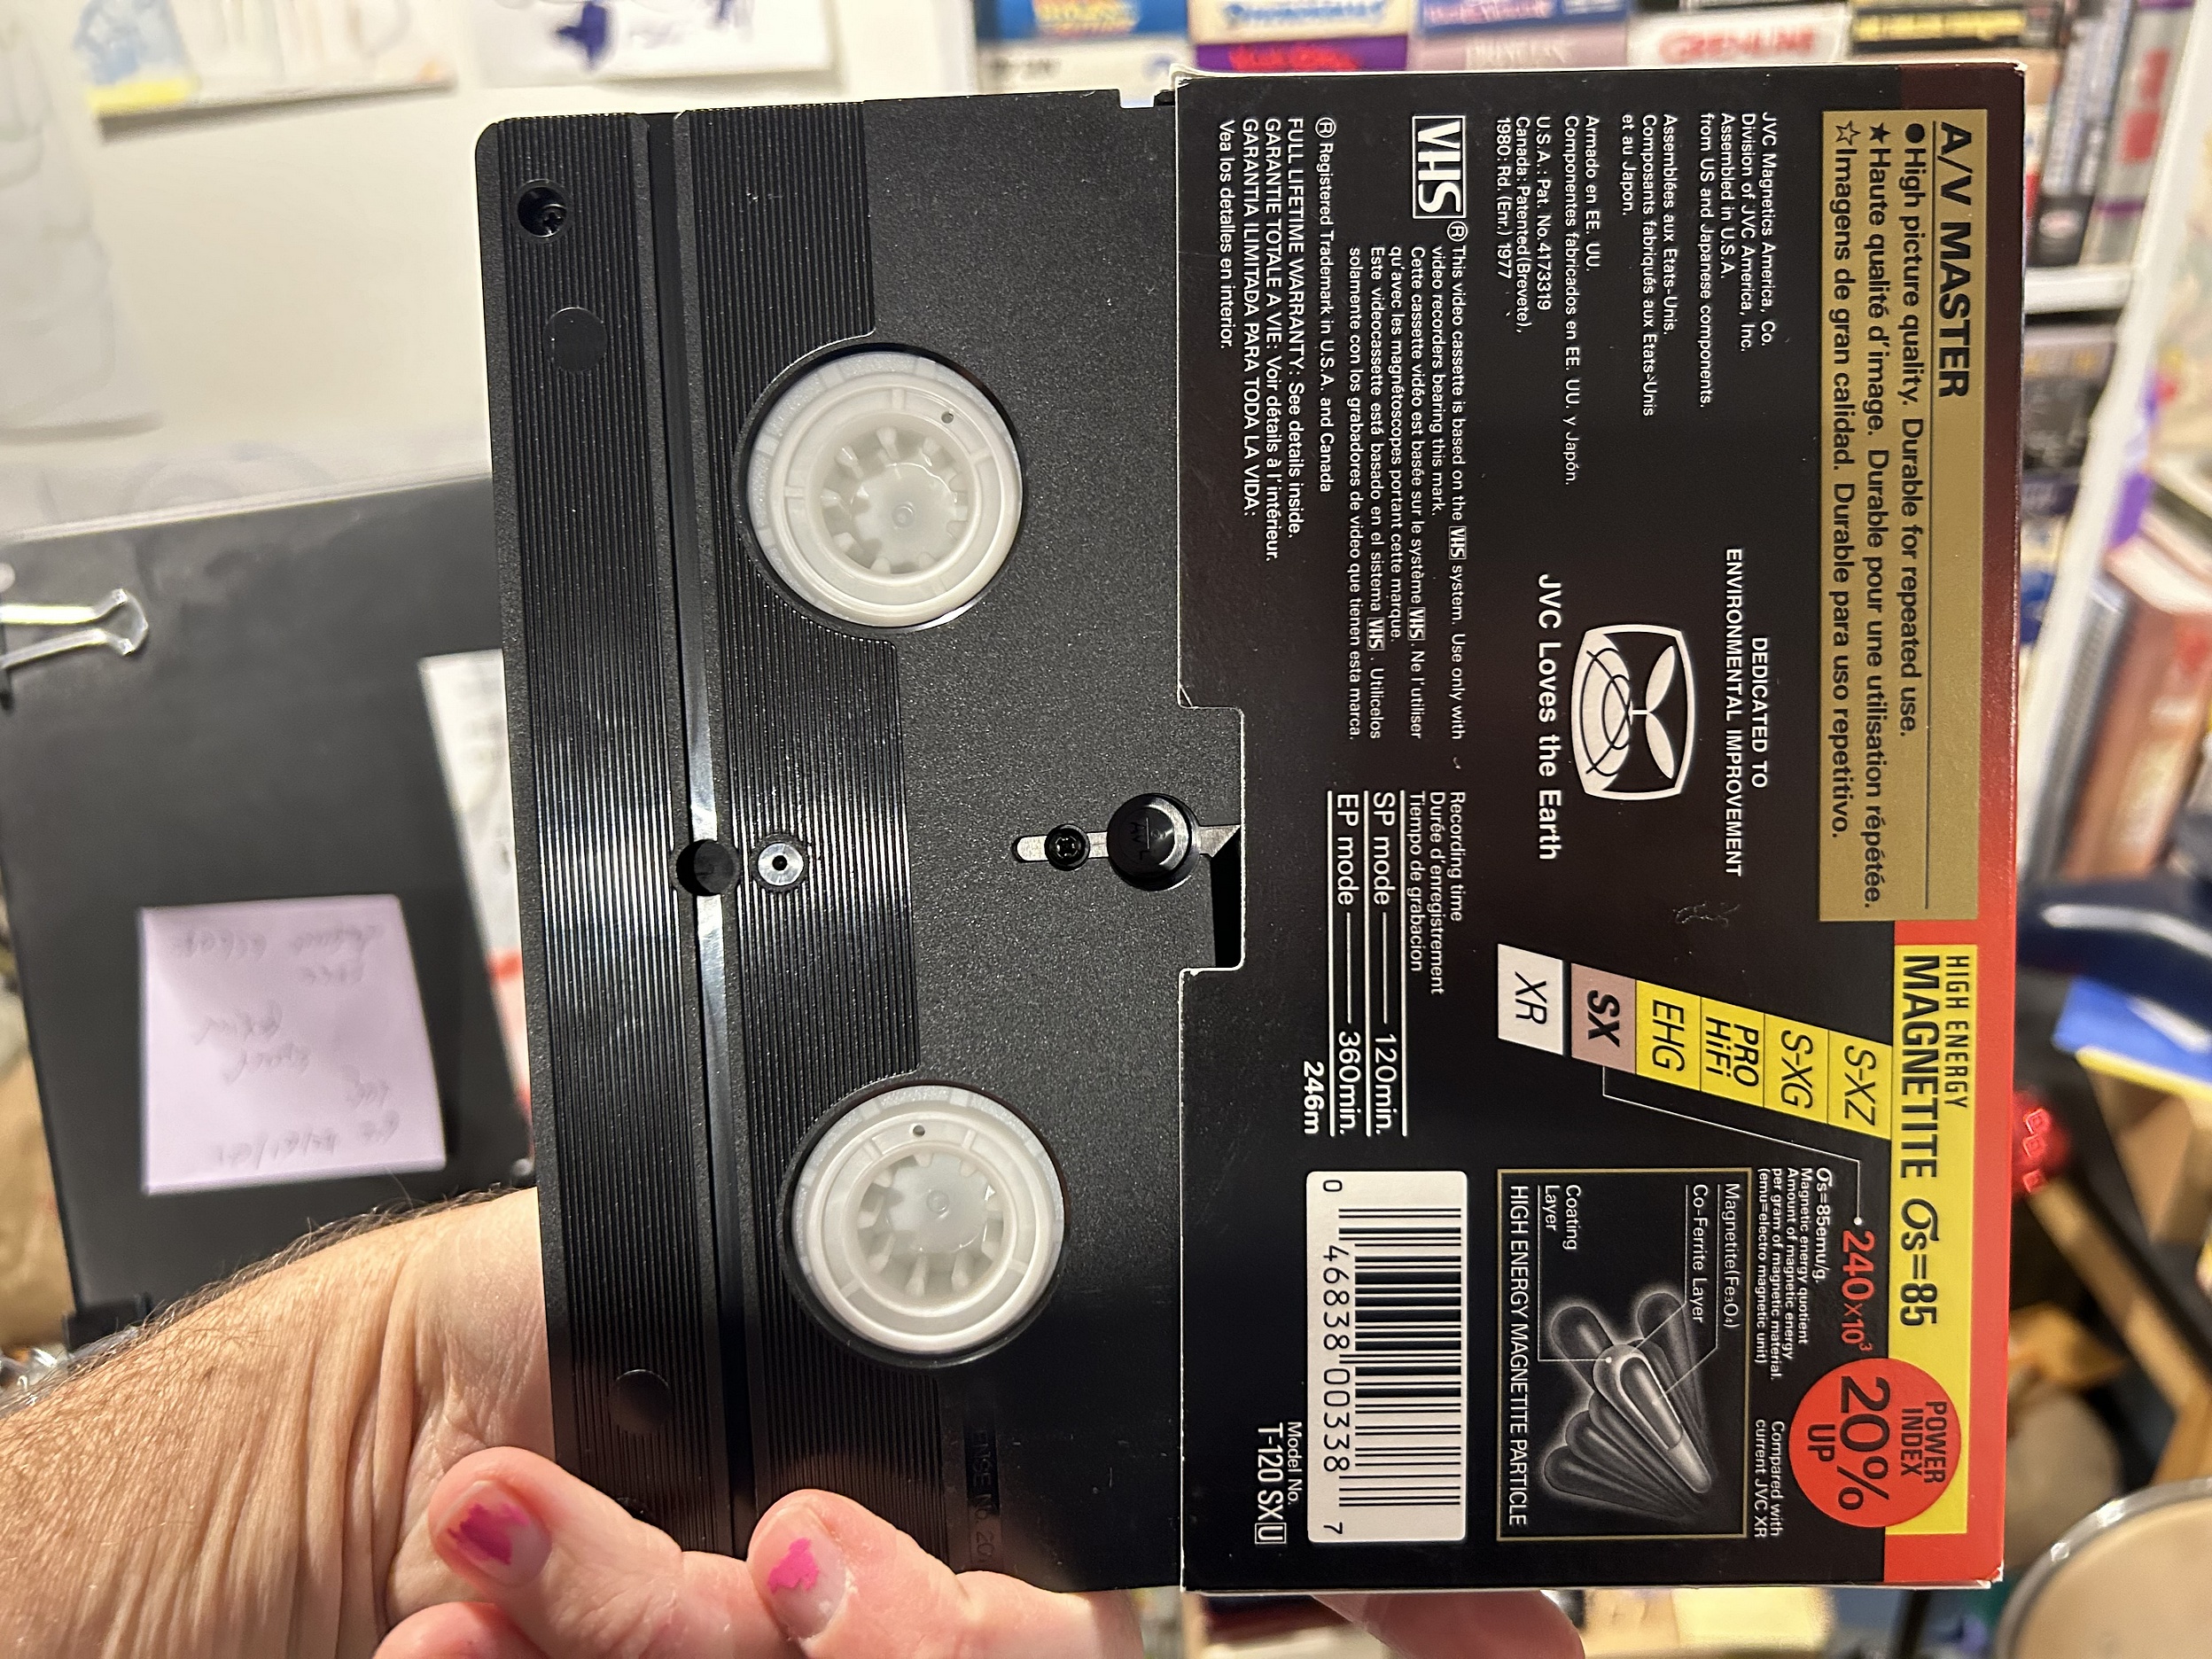 A/V MASTER
●High picture quality. Durable for repeated use.
★Haute qualité d'image. Durable pour une utilisation répétée.
☆Imagens de gran calidad. Durable para uso repetitivo.
HIGH ENERGY
MAGNETITE σs=85
POWER
INDEX
20%
UP
JVC Magnetics America, Co.
Division of JVC America, Inc.
Assembled in U.S.A.
from US and Japanese components.
Assemblées aux Etats-Unis.
Composants fabriqués aux Etats-Unis
et au Japon.
Armado en EE. UU.
Componentes fabricados en EE. UU. y Japón.
U.S.A.: Pat. No.4173319
Canada: Patented(Breveté),
1980: Rd. (Enr.) 1977
DEDICATED TO
ENVIRONMENTAL IMPROVEMENT
JVC Loves the Earth
S-XZ
S-XG
PRO
HiFi
EHG
SX
XR
240×10³
σs=85emu/g.
Magnetic energy quotient
Amount of magnetic energy
per gram of magnetic material.
(emu=electro magnetic unit)
Compared with
current JVC XR
Magnetite(Fe₃O₄)
Co-Ferrite Layer
Coating
Layer
HIGH ENERGY MAGNETITE PARTICLE
VHS®
This video cassette is based on the VHS system. Use only with
video recorders bearing this mark.
Cette cassette vidéo est basée sur le système VHS. Ne l'utiliser
qu'avec les magnétoscopes portant cette marque.
Este videocassette está basado en el sistema VHS. Utilicelos
solamente con los grabadores de video que tienen esta marca.
® Registered Trademark in U.S.A. and Canada
FULL LIFETIME WARRANTY: See details inside.
GARANTIE TOTALE A VIE: Voir détails à l'intérieur.
GARANTIA ILIMITADA PARA TODA LA VIDA:
Vea los detalles en interior.
Recording time
Durée d'enregistrement
Tiempo de grabacion
SP mode 120min.
EP mode 360min.
246m
0 46838 00338 7
Model No.
T-120 SXU
GREMLINS